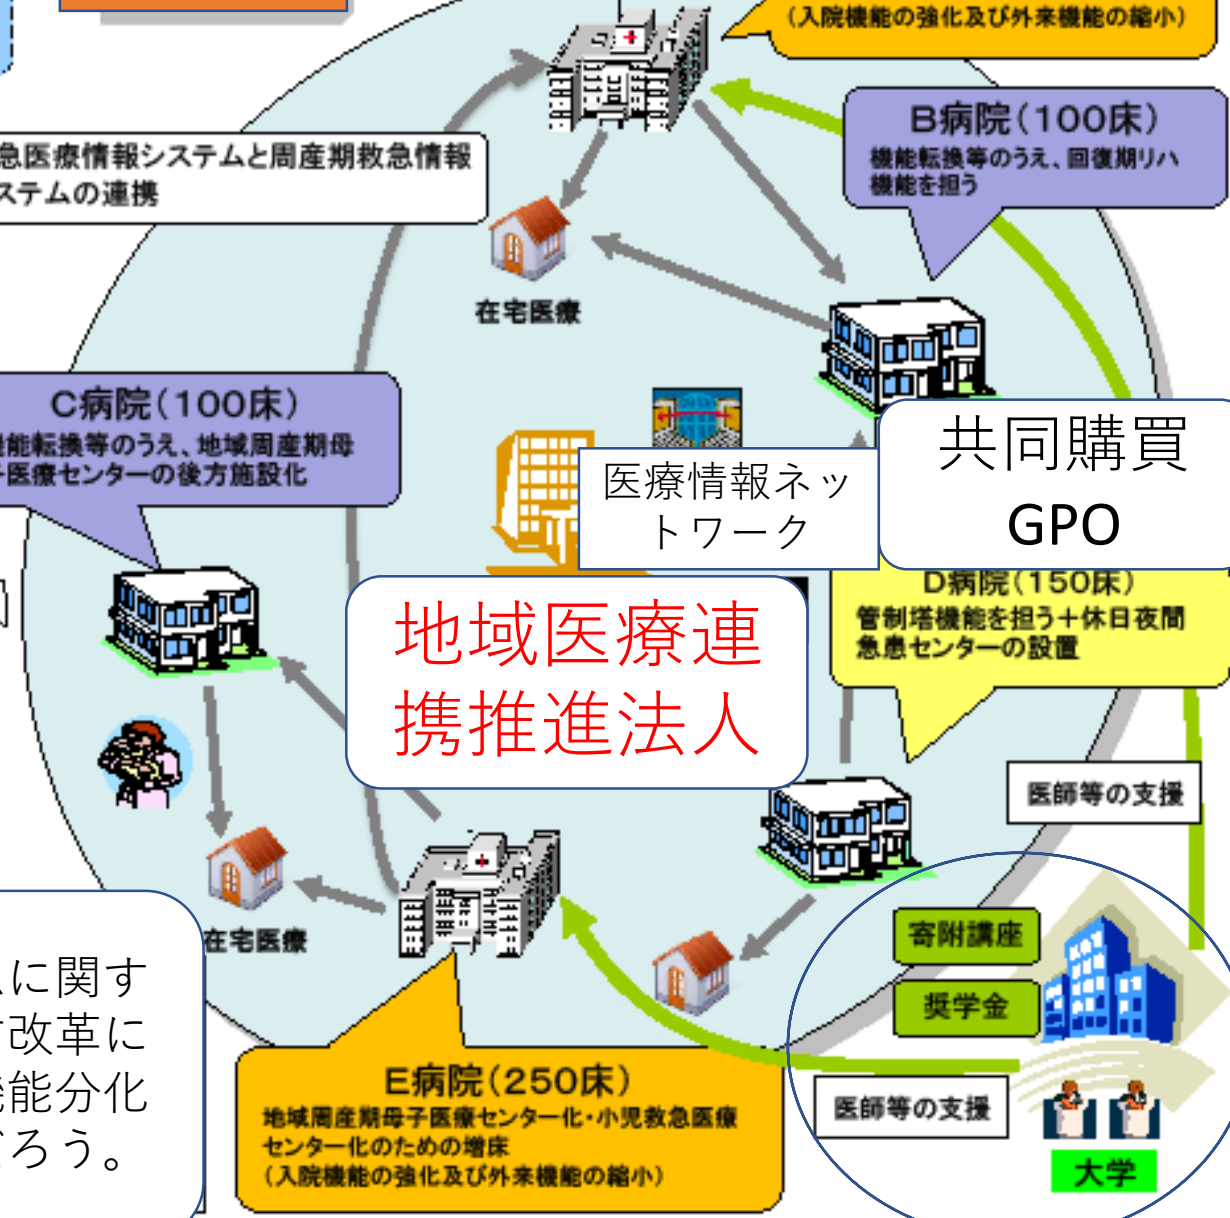 (入院機能の強化及び外来機能の縮小)
B病院(100床)
機能転換等のうえ、回復期リハ
機能を担う
急医療情報システムと周産期救急情報
ステムの連携
在宅医療
C病院(100床)
機能転換等のうえ、地域周産期母
子医療センターの後方施設化
医療情報ネッ
トワーク
共同購買
GPO
D病院(150床)
管制塔機能を担う+休日夜間
急患センターの設置
地域医療連
携推進法人
医師等の支援
在宅医療
寄附講座
奨学金
に関す
改革に
機能分化
だろう。
E病院(250床)
地域周産期母子医療センター化・小児救急医療
センター化のための増床
(入院機能の強化及び外来機能の縮小)
医師等の支援
大学